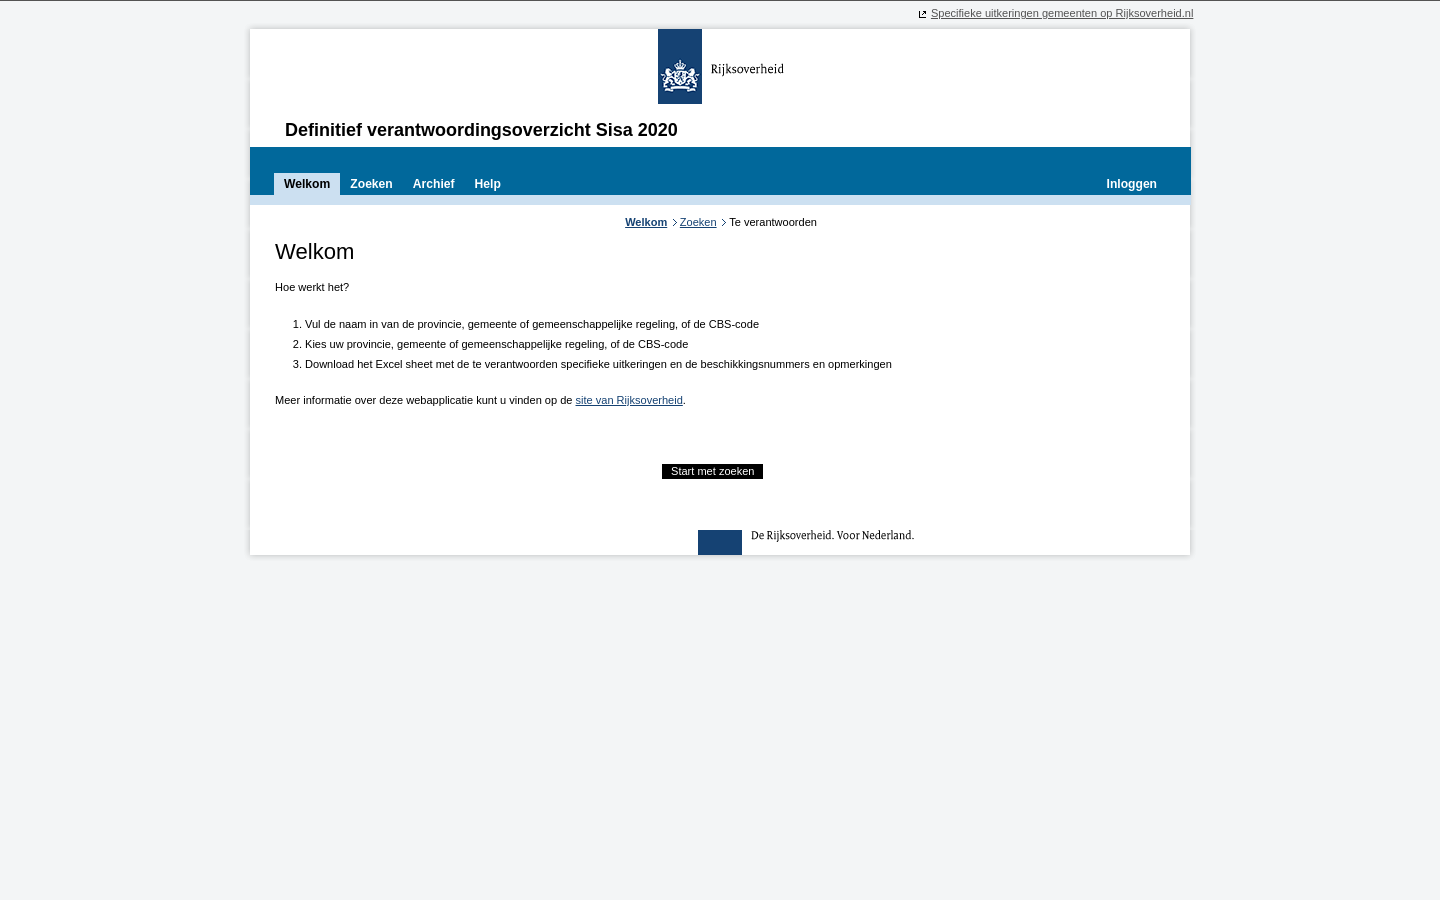 Specifieke uitkeringen gemeenten op Rijksoverheid.nl
Rijksoverheid
Definitief verantwoordingsoverzicht Sisa 2020
Welkom Zoeken Archief Help Inloggen
Welkom > Zoeken > Te verantwoorden
Welkom
Hoe werkt het?
1. Vul de naam in van de provincie, gemeente of gemeenschappelijke regeling, of de CBS-code
2. Kies uw provincie, gemeente of gemeenschappelijke regeling, of de CBS-code
3. Download het Excel sheet met de te verantwoorden specifieke uitkeringen en de beschikkingsnummers en opmerkingen
Meer informatie over deze webapplicatie kunt u vinden op de site van Rijksoverheid.
Start met zoeken
De Rijksoverheid. Voor Nederland.